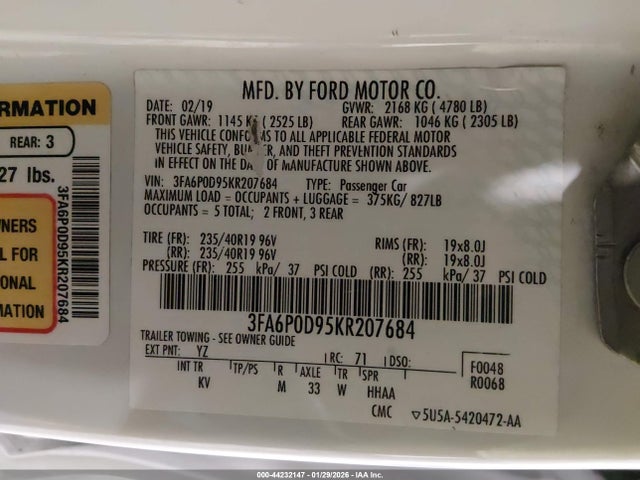 ORMATION
REAR: 3
27 lbs.
WNERS
L FOR
IONAL
MATION
3FA6P0D95KR207684
MFD. BY FORD MOTOR CO.
DATE: 02/19 GVWR: 2168 KG ( 4780 LB)
FRONT GAWR: 1145 KG ( 2525 LB) REAR GAWR: 1046 KG ( 2305 LB)
THIS VEHICLE TO ALL APPLICABLE FEDERAL MOTOR
VEHICLE SAFETY, AND THEFT PREVENTION STANDARDS
IN EFFECT ON THE OF MANUFACTURE SHOWN ABOVE.
VIN: 3FA6P0D95KR207684 TYPE: Passenger Car
MAXIMUM LOAD = OCCUPANTS + LUGGAGE = 375KG/ 827LB
OCCUPANTS = 5 TOTAL; 2 FRONT, 3 REAR
TIRE (FR): 235/40R19 96V RIMS (FR): 19x8.0J
(RR): 235/40R19 96V (RR): 19x8.0J
PRESSURE (FR): 255 kPa/ 37 PSI COLD (RR): 255 kPa/ 37 PSI COLD
3FA6P0D95KR207684
TRAILER TOWING - SEE OWNER GUIDE
EXT PNT: YZ RC: 71 DSO: F0048
INT TR TP/PS R AXLE TR SPR R0068
KV M 33 W HHAA
CMC ▽5U5A-5420472-AA
000-44232147 - 01/29/2026 - IAA Inc.